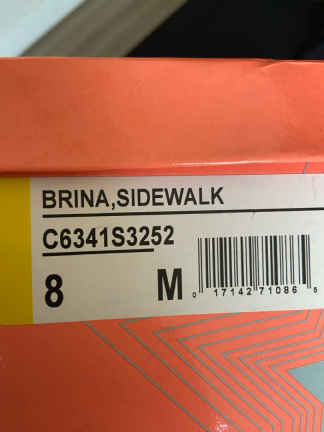 BRINA,SIDEWALK
C6341S3252
8 M
0 17142 71086 5